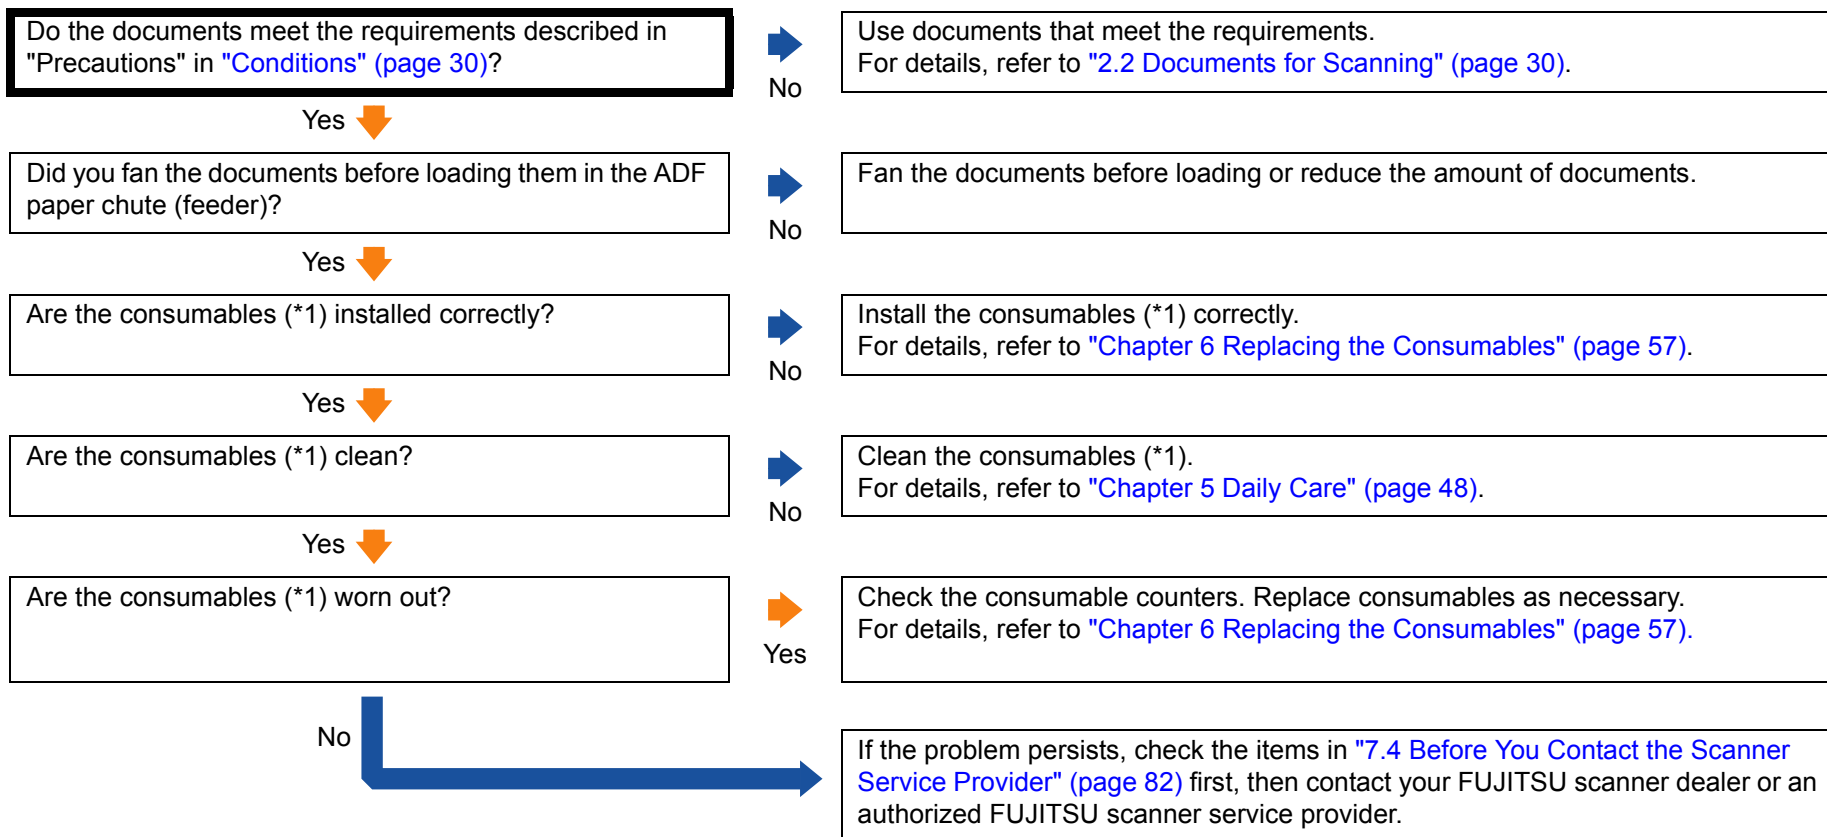 Do the documents meet the requirements described in
"Precautions" in "Conditions" (page 30)?
No
Use documents that meet the requirements.
For details, refer to "2.2 Documents for Scanning" (page 30).
Yes
Did you fan the documents before loading them in the ADF
paper chute (feeder)?
No
Fan the documents before loading or reduce the amount of documents.
Yes
Are the consumables (*1) installed correctly?
No
Install the consumables (*1) correctly.
For details, refer to "Chapter 6 Replacing the Consumables" (page 57).
Yes
Are the consumables (*1) clean?
No
Clean the consumables (*1).
For details, refer to "Chapter 5 Daily Care" (page 48).
Yes
Are the consumables (*1) worn out?
Yes
Check the consumable counters. Replace consumables as necessary.
For details, refer to "Chapter 6 Replacing the Consumables" (page 57).
No
If the problem persists, check the items in "7.4 Before You Contact the Scanner
Service Provider" (page 82) first, then contact your FUJITSU scanner dealer or an
authorized FUJITSU scanner service provider.